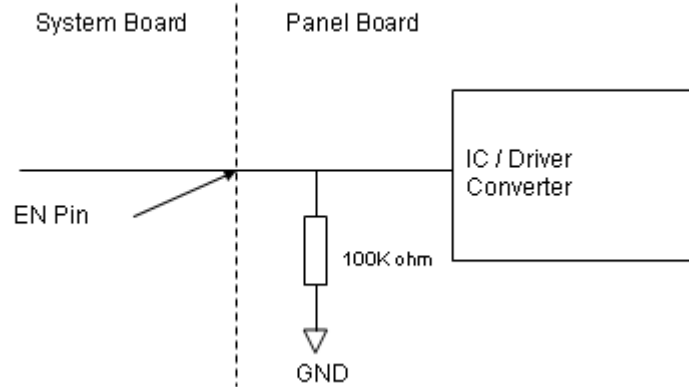 System Board
Panel Board
IC / Driver
Converter
EN Pin
100K ohm
GND